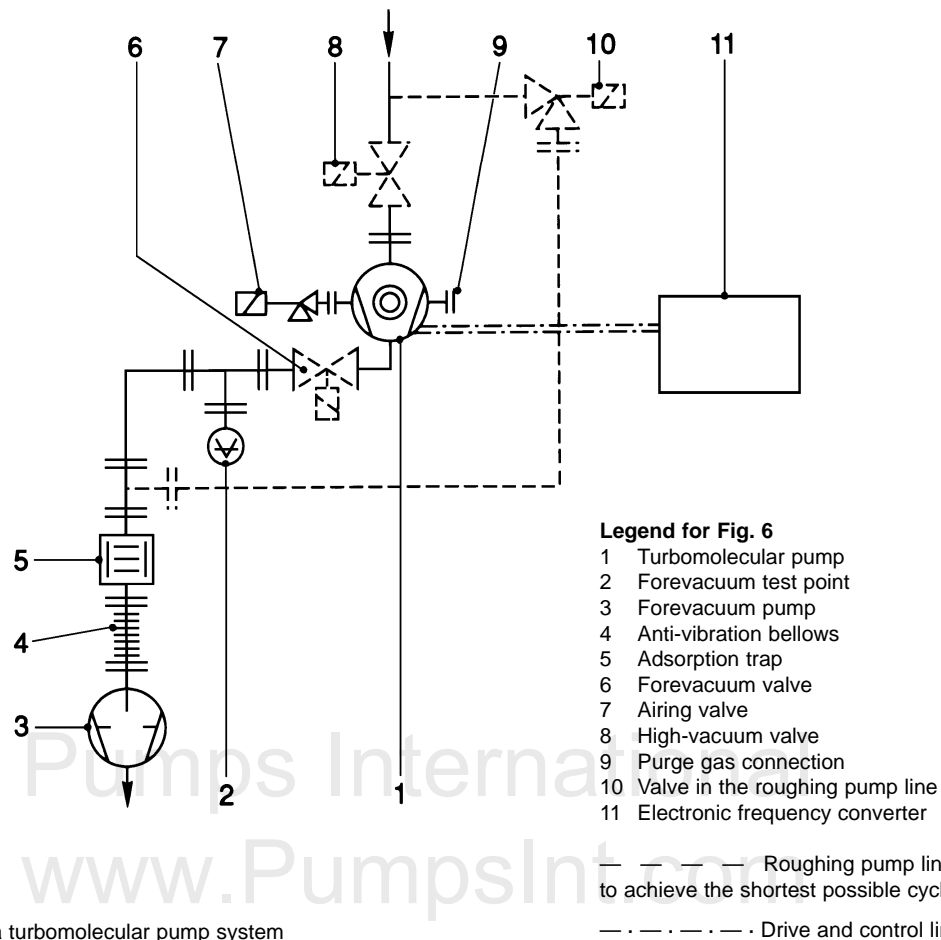 6 7 8 9 10 11
5
4
3
2 1
Legend for Fig. 6
1 Turbomolecular pump
2 Forevacuum test point
3 Forevacuum pump
4 Anti-vibration bellows
5 Adsorption trap
6 Forevacuum valve
7 Airing valve
8 High-vacuum valve
9 Purge gas connection
10 Valve in the roughing pump line
11 Electronic frequency converter
Roughing pump lin
to achieve the shortest possible cycl
Drive and control li
a turbomolecular pump system
Pumps International
www.PumpsInt.com